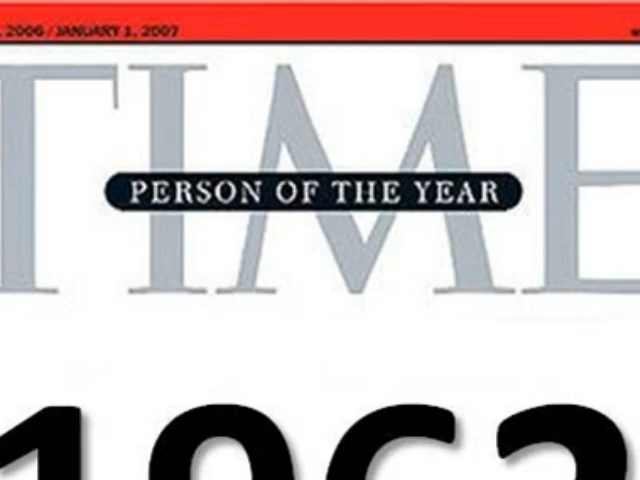 , 2006 / JANUARY 1, 2007
TIME
PERSON OF THE YEAR